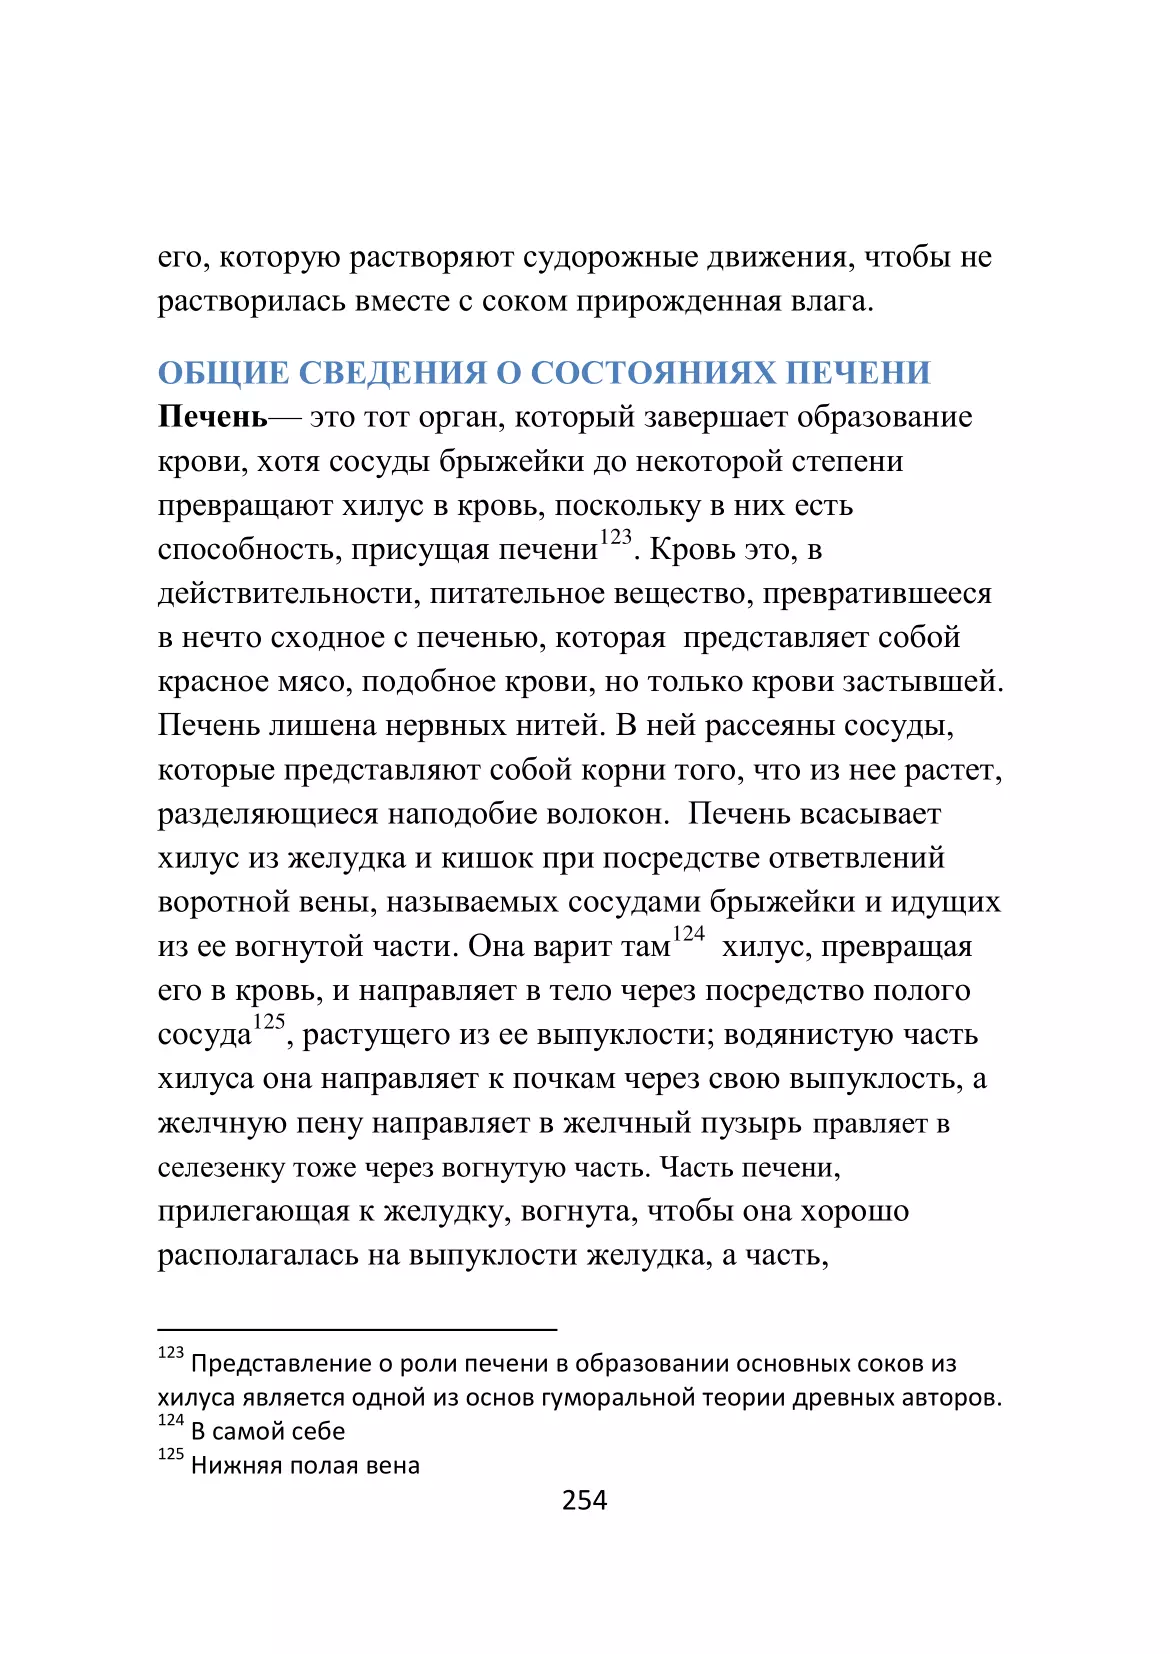 его, которую растворяют судорожные движения, чтобы не
растворилась вместе с соком прирожденная влага.
ОБЩИЕ СВЕДЕНИЯ О СОСТОЯНИЯХ ПЕЧЕНИ
Печень— это тот орган, который завершает образование
крови, хотя сосуды брыжейки до некоторой степени
превращают хилус в кровь, поскольку в них есть
способность, присущая печени123. Кровь это, в
действительности, питательное вещество, превратившееся
в нечто сходное с печенью, которая  представляет собой
красное мясо, подобное крови, но только крови застывшей.
Печень лишена нервных нитей. В ней рассеяны сосуды,
которые представляют собой корни того, что из нее растет,
разделяющиеся наподобие волокон.  Печень всасывает
хилус из желудка и кишок при посредстве ответвлений
воротной вены, называемых сосудами брыжейки и идущих
из ее вогнутой части. Она варит там124  хилус, превращая
его в кровь, и направляет в тело через посредство полого
сосуда125, растущего из ее выпуклости; водянистую часть
хилуса она направляет к почкам через свою выпуклость, а
желчную пену направляет в желчный пузырь правляет в
селезенку тоже через вогнутую часть. Часть печени,
прилегающая к желудку, вогнута, чтобы она хорошо
располагалась на выпуклости желудка, а часть,
123 Представление о роли печени в образовании основных соков из
хилуса является одной из основ гуморальной теории древних авторов.
124 В самой себе
125 Нижняя полая вена
254